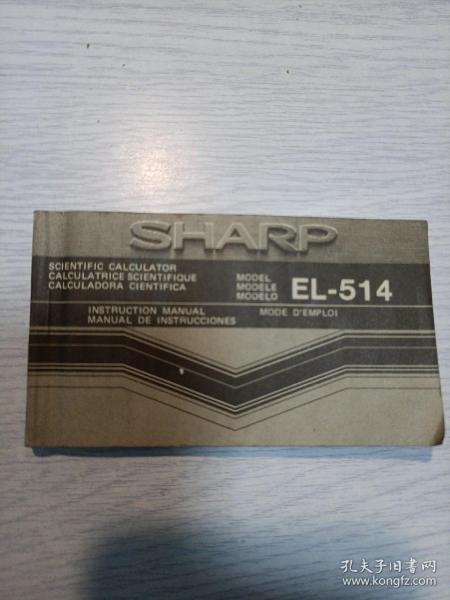 SHARP
SCIENTIFIC CALCULATOR
CALCULATRICE SCIENTIFIQUE
CALCULADORA CIENTIFICA
MODEL
MODELE
MODELO
EL-514
INSTRUCTION MANUAL
MODE D'EMPLOI
MANUAL DE INSTRUCCIONES
孔夫子旧书网
www.kongfz.com